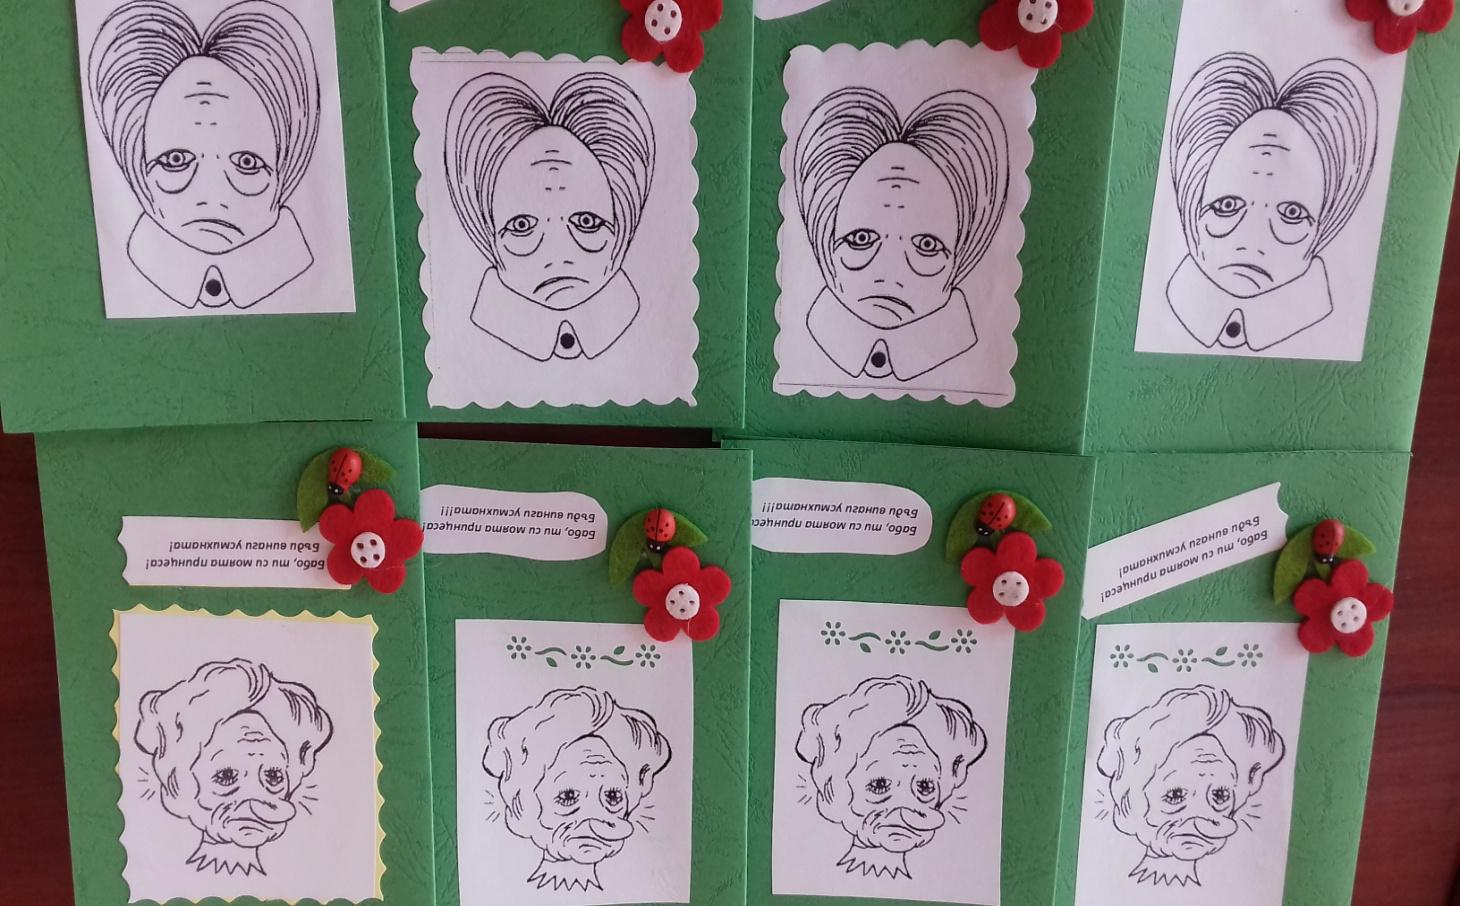 Бабо, ти си моята принцеса!
Бъди винаги усмихната!
Бабо, ти си моята принцеса!
Бъди винаги усмихната!!!
Бабо, ти си моята принцеса
Бъди винаги усмихната!!!
Бабо, ти си моята принцеса!
Бъди винаги усмихната!